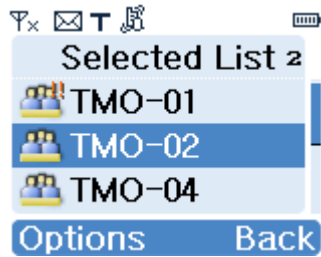 T
Selected List 2
TMO-01
TMO-02
TMO-04
Options Back